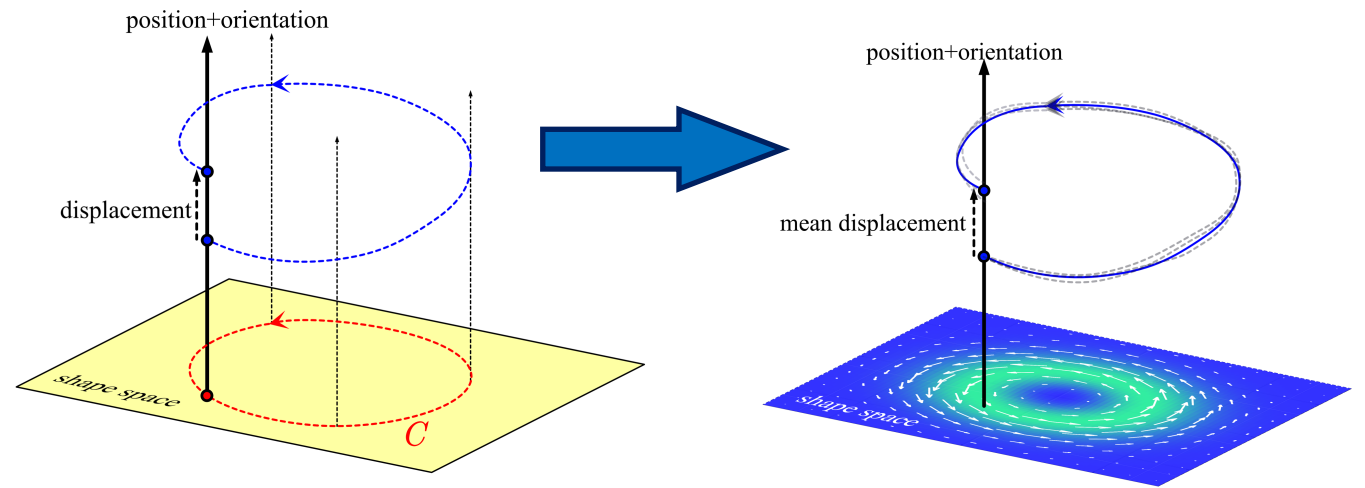 position+orientation
displacement
shape space
C
position+orientation
mean displacement
shape space